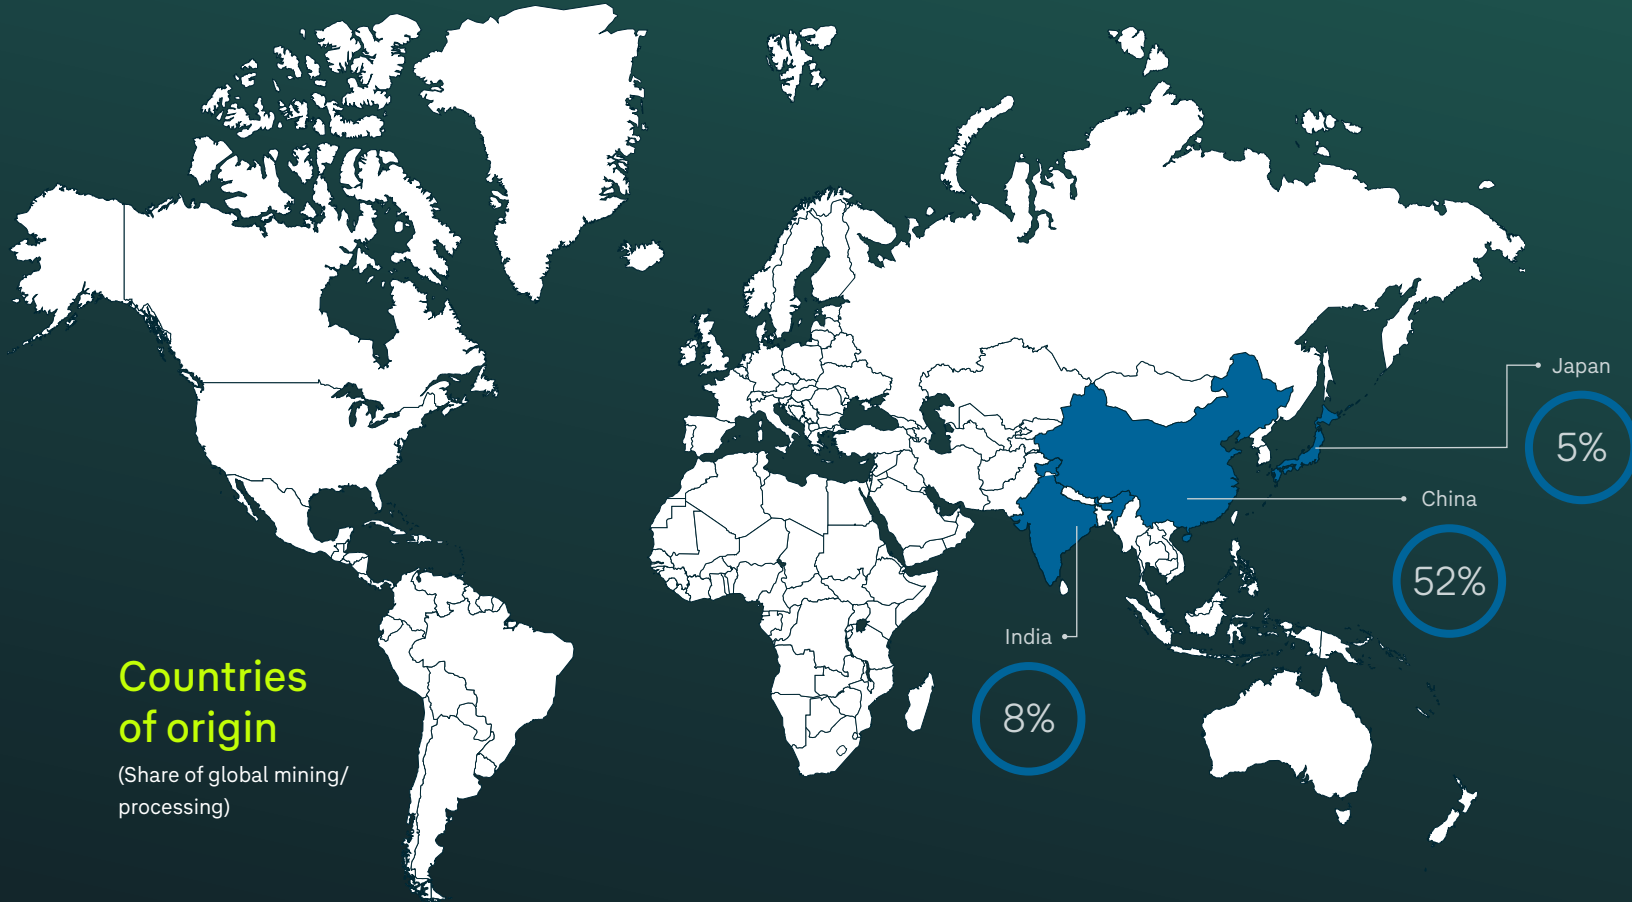 Japan
5%
China
52%
India
8%
Countries
of origin
(Share of global mining/
processing)